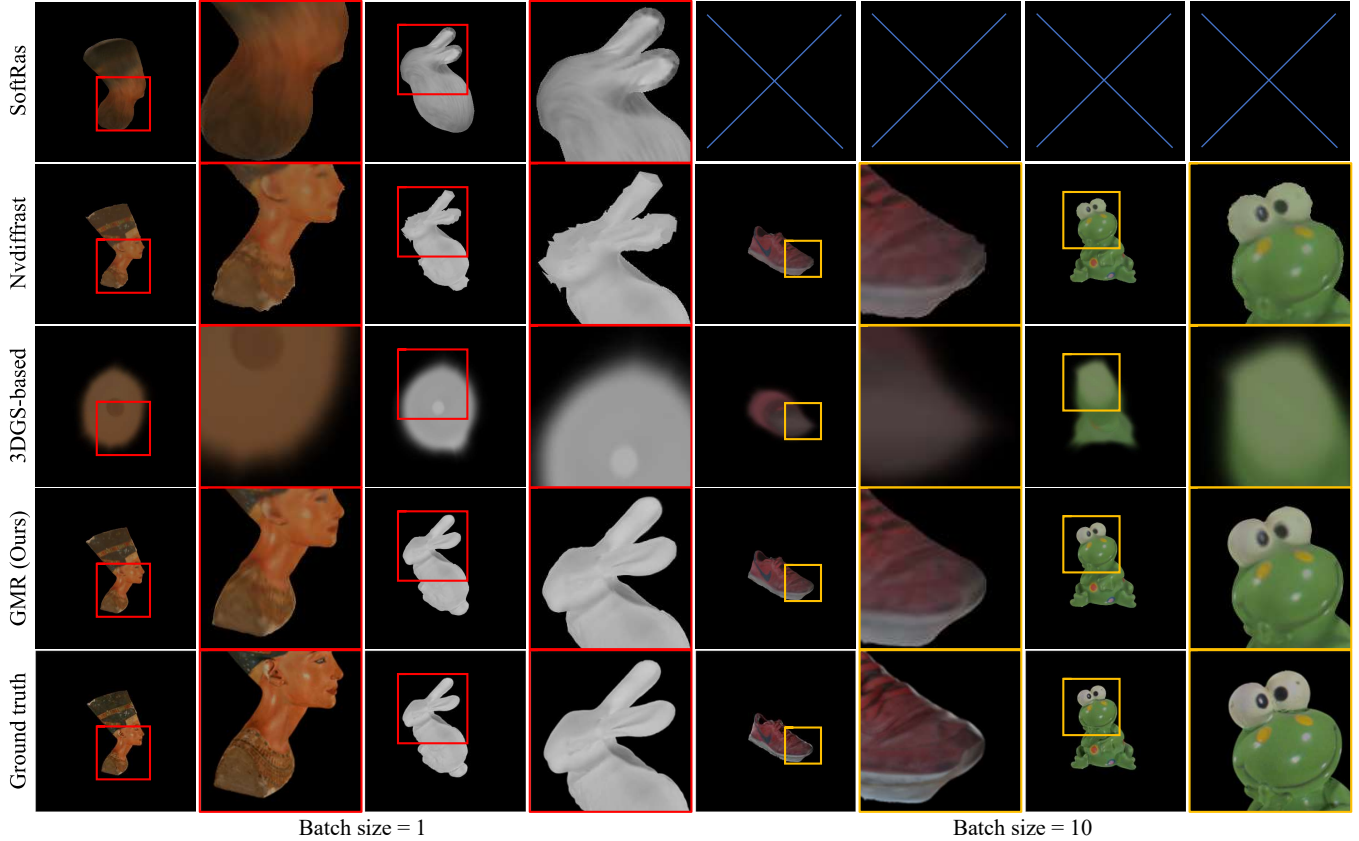 SoftRas
Nvdiffrast
3DGS-based
GMR (Ours)
Ground truth
Batch size = 1
Batch size = 10